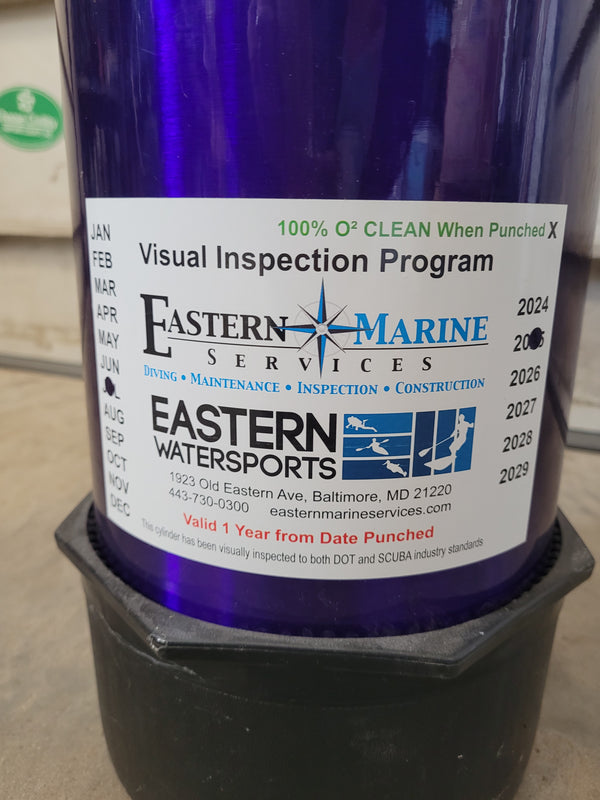 100% O² CLEAN When Punched X
Visual Inspection Program
JAN
FEB
MAR
APR
MAY
JUN
AUG
SEP
OCT
NOV
DEC
EASTERN MARINE
SERVICES
DIVING • MAINTENANCE • INSPECTION • CONSTRUCTION
EASTERN
WATERSPORTS
1923 Old Eastern Ave, Baltimore, MD 21220
443-730-0300 easternmarineservices.com
Valid 1 Year from Date Punched
This cylinder has been visually inspected to both DOT and SCUBA industry standards
2024
2025
2026
2027
2028
2029